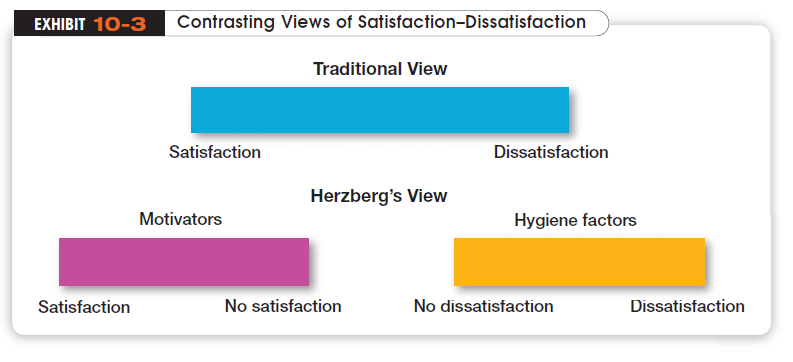 EXHIBIT 10-3 Contrasting Views of Satisfaction–Dissatisfaction
Traditional View
Satisfaction Dissatisfaction
Herzberg's View
Motivators Hygiene factors
Satisfaction No satisfaction No dissatisfaction Dissatisfaction